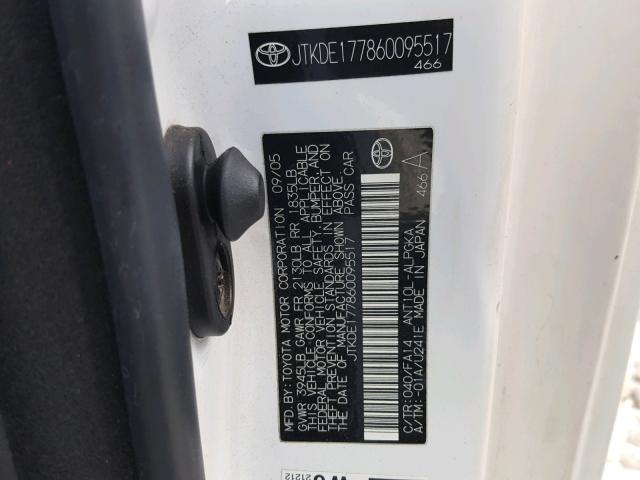 JTKDE177860095517
466
MFD.BY:TOYOTA MOTOR CORPORATION 09/05
GVWR 3945LB GAWR FR 2130LB RR 1835LB
THIS VEHICLE CONFORMS TO ALL APPLICABLE
FEDERAL MOTOR VEHICLE SAFETY, BUMPER, AND
THEFT PREVENTION STANDARDS IN EFFECT ON
THE DATE OF MANUFACTURE SHOWN ABOVE.
JTKDE177860095517 PASS CAR
C/TR:040/FA14 ANT10L-ALPGKA
A/TM:-01A/U241E MADE IN JAPAN
466 A
21212